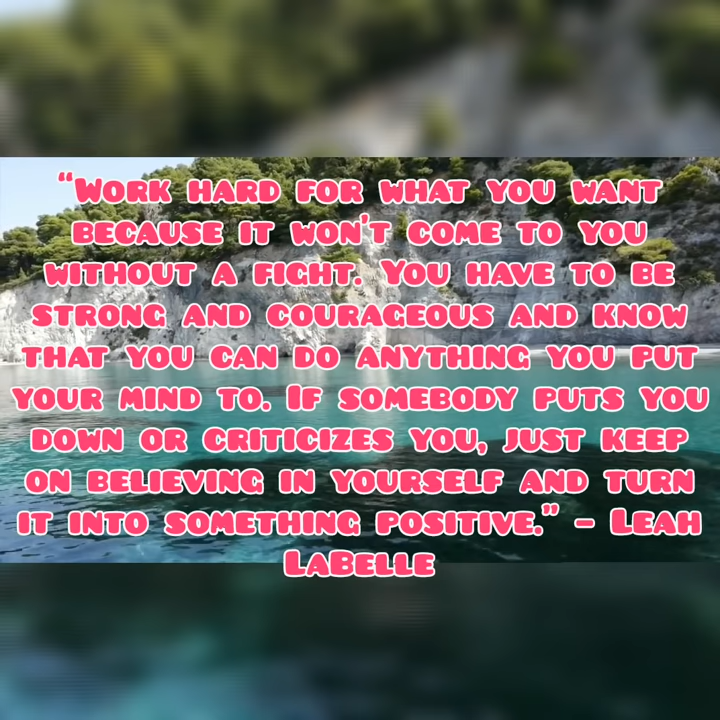 “Work hard for what you want
because it won't come to you
without a fight. You have to be
strong and courageous and know
that you can do anything you put
your mind to. If somebody puts you
down or criticizes you, just keep
on believing in yourself and turn
it into something positive.” – Leah
LaBelle